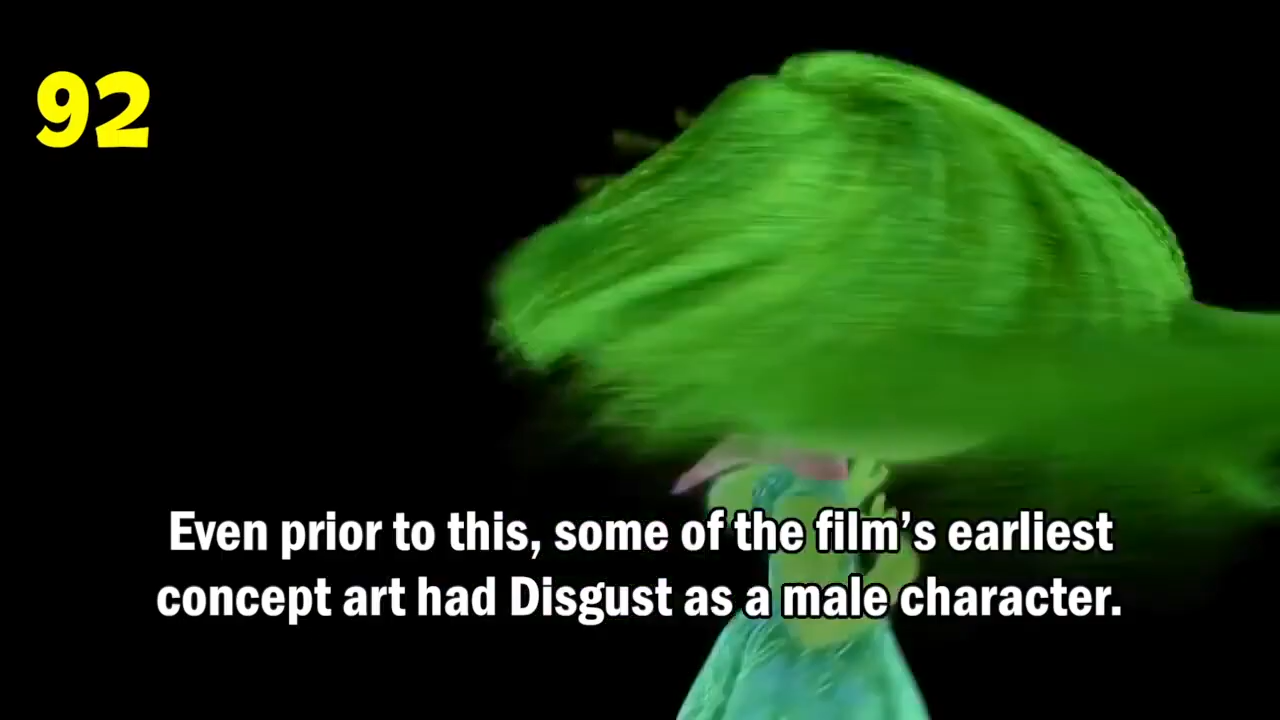 92
Even prior to this, some of the film’s earliest
concept art had Disgust as a male character.